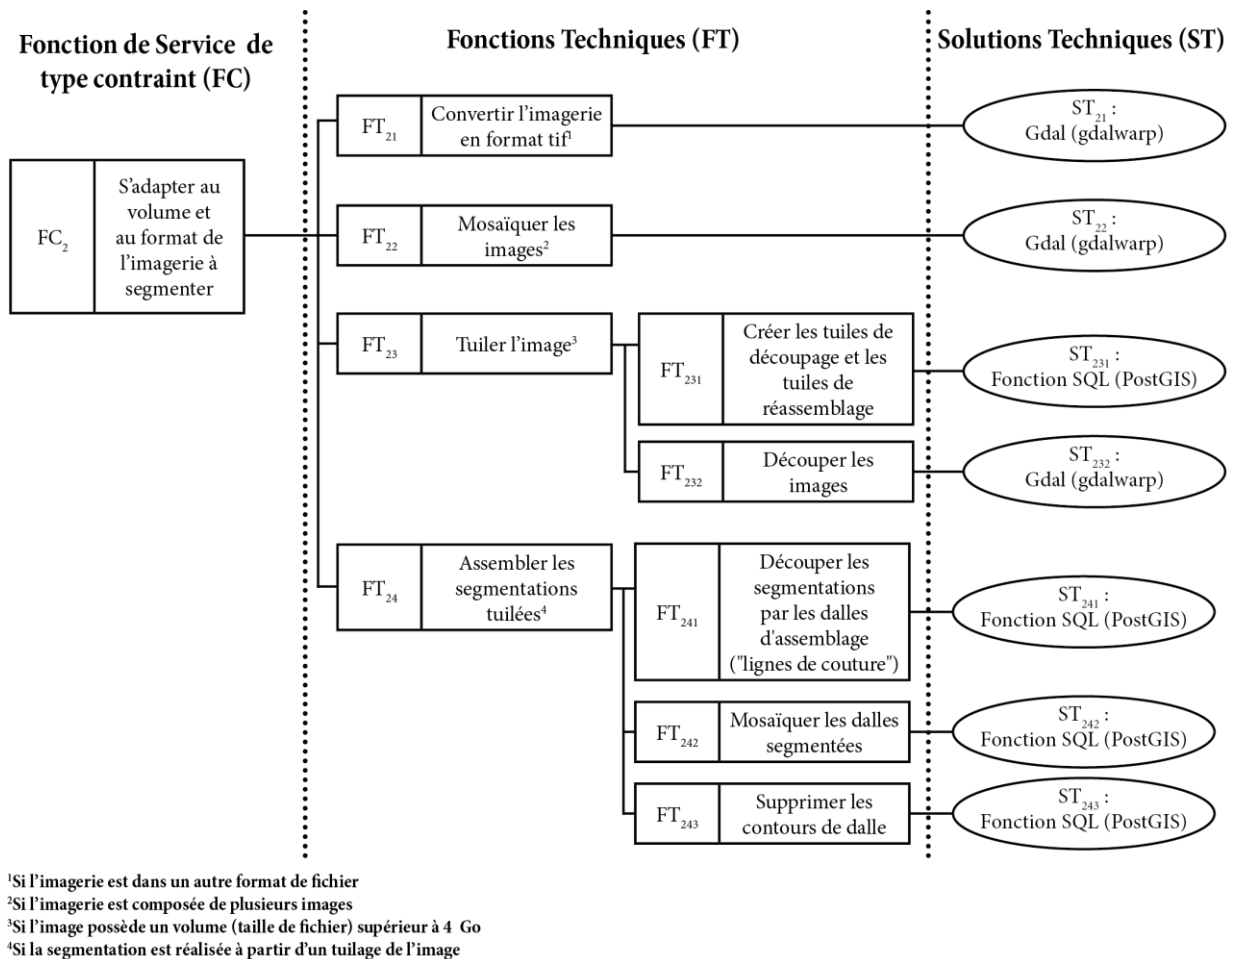 Fonction de Service de
type contraint (FC)
Fonctions Techniques (FT)
Solutions Techniques (ST)
FC2
S'adapter au
volume et
au format de
l'imagerie à
segmenter
FT21
Convertir l'imagerie
en format tif¹
ST21 :
Gdal (gdalwarp)
FT22
Mosaïquer les
images²
ST22 :
Gdal (gdalwarp)
FT23
Tuiler l'image³
FT231
Créer les tuiles de
découpage et les
tuiles de
réassemblage
ST231 :
Fonction SQL (PostGIS)
FT232
Découper les
images
ST232 :
Gdal (gdalwarp)
FT24
Assembler les
segmentations
tuilées⁴
FT241
Découper les
segmentations
par les dalles
d'assemblage
("lignes de couture")
ST241 :
Fonction SQL (PostGIS)
FT242
Mosaïquer les dalles
segmentées
ST242 :
Fonction SQL (PostGIS)
FT243
Supprimer les
contours de dalle
ST243 :
Fonction SQL (PostGIS)
¹Si l'imagerie est dans un autre format de fichier
²Si l'imagerie est composée de plusieurs images
³Si l'image possède un volume (taille de fichier) supérieur à 4 Go
⁴Si la segmentation est réalisée à partir d'un tuilage de l'image